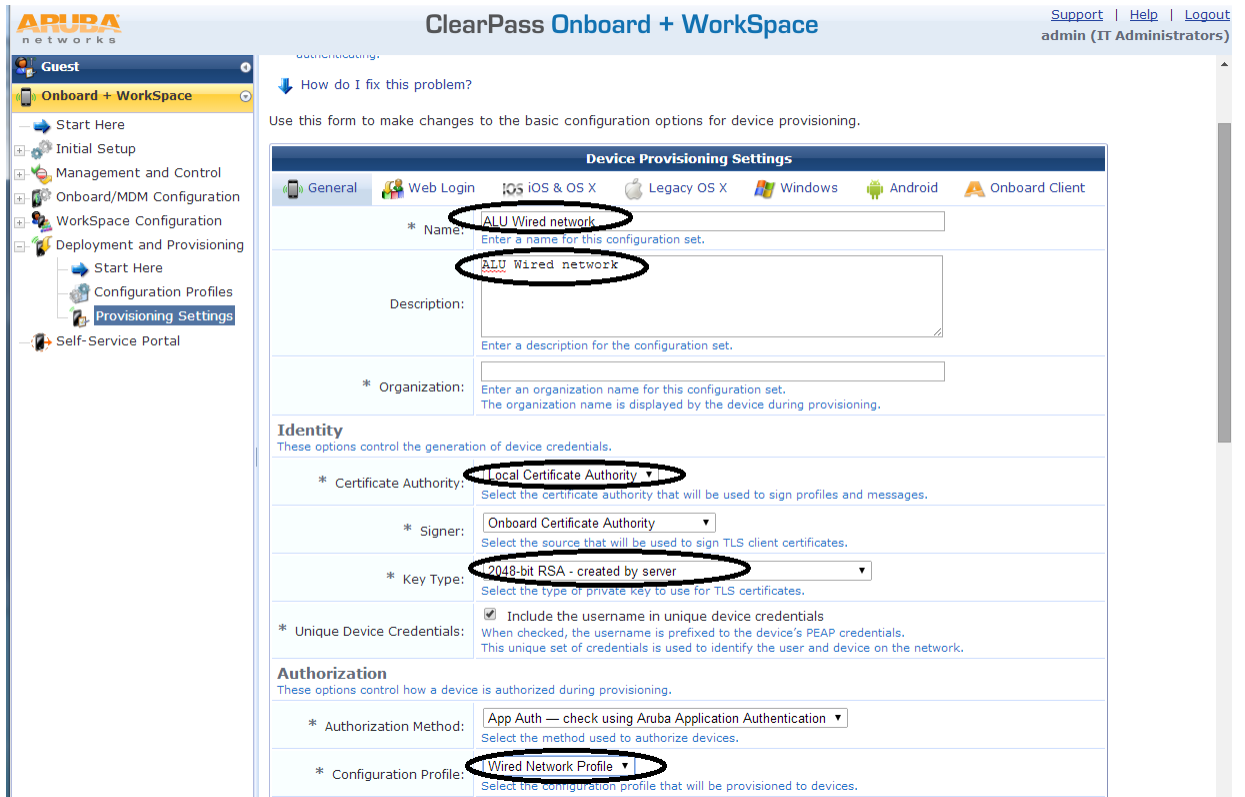 ARUBA
networks
ClearPass Onboard + WorkSpace
Support | Help | Logout
admin (IT Administrators)
Guest
Onboard + WorkSpace
Start Here
Initial Setup
Management and Control
Onboard/MDM Configuration
WorkSpace Configuration
Deployment and Provisioning
Start Here
Configuration Profiles
Provisioning Settings
Self-Service Portal
authenticating.
How do I fix this problem?
Use this form to make changes to the basic configuration options for device provisioning.
Device Provisioning Settings
General Web Login iOS iOS & OS X Legacy OS X Windows Android Onboard Client
* Name: ALU Wired network
Enter a name for this configuration set.
Description: ALU Wired network
Enter a description for the configuration set.
* Organization:
Enter an organization name for this configuration set.
The organization name is displayed by the device during provisioning.
Identity
These options control the generation of device credentials.
* Certificate Authority: Local Certificate Authority
Select the certificate authority that will be used to sign profiles and messages.
* Signer: Onboard Certificate Authority
Select the source that will be used to sign TLS client certificates.
* Key Type: 2048-bit RSA - created by server
Select the type of private key to use for TLS certificates.
* Unique Device Credentials: Include the username in unique device credentials
When checked, the username is prefixed to the device's PEAP credentials.
This unique set of credentials is used to identify the user and device on the network.
Authorization
These options control how a device is authorized during provisioning.
* Authorization Method: App Auth — check using Aruba Application Authentication
Select the method used to authorize devices.
* Configuration Profile: Wired Network Profile
Select the configuration profile that will be provisioned to devices.